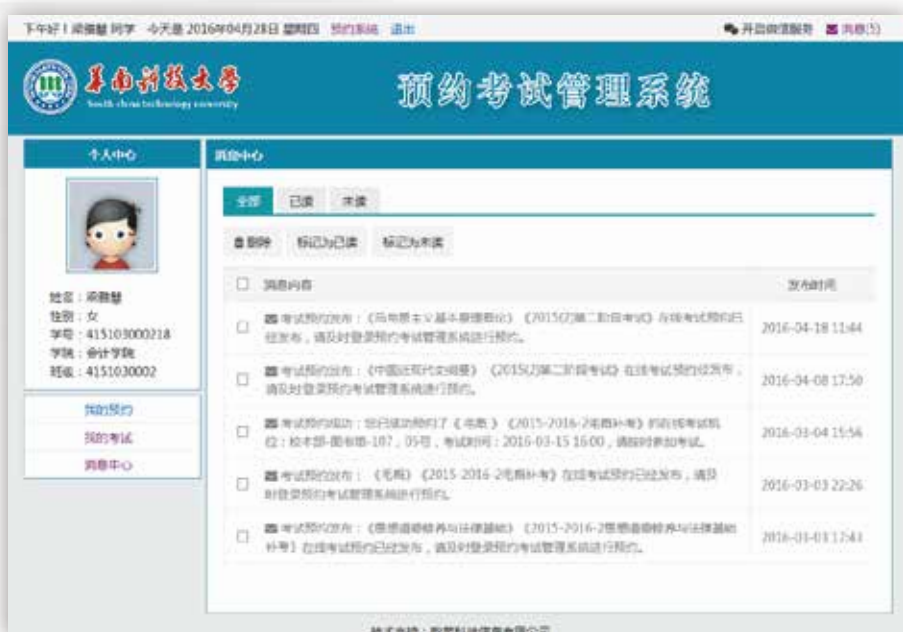 下午好！梁雅慧 同学 今天是 2016年04月28日 星期四 预约系统 退出
开启微信服务 消息(5)
华南科技大学
South china technology university
预约考试管理系统
个人中心
姓名：梁雅慧
性别：女
学号：415103000218
学院：会计学院
班级：4151030002
我的预约
我的考试
消息中心
消息中心
全部 已读 未读
删除 标记为已读 标记为未读
消息内容 发布时间
考试预约发布：《马克思主义基本原理概论》《2015(2)第二阶段考试》在线考试预约已
经发布，请及时登录预约考试管理系统进行预约。
2016-04-18 11:44
考试预约发布：《中国近现代史纲要》《2015(2)第二阶段考试》在线考试预约已经发布，
请及时登录预约考试管理系统进行预约。
2016-04-08 17:50
考试预约成功：您已成功预约了《毛概》《2015-2016-2毛概补考》的在线考试机
位：校本部-图书馆-107，05号，考试时间：2016-03-15 16:00，请按时参加考试。
2016-03-04 15:56
考试预约发布：《毛概》《2015-2016-2毛概补考》在线考试预约已经发布，请及
时登录预约考试管理系统进行预约。
2016-03-03 22:26
考试预约发布：《思想道德修养与法律基础》《2015-2016-2思想道德修养与法律基础
补考》在线考试预约已经发布，请及时登录预约考试管理系统进行预约。
2016-03-03 17:43